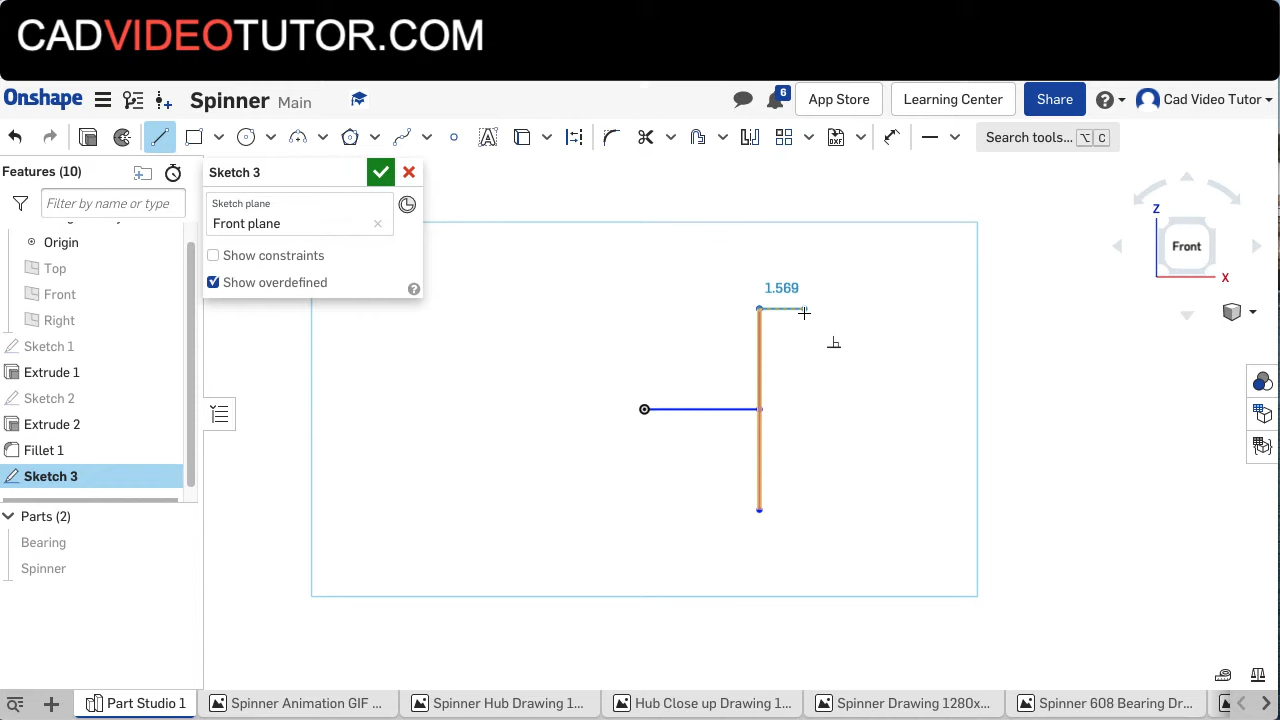 CADVIDEOTUTOR.COM
Onshape
Spinner Main
6
App Store
Learning Center
Share
Cad Video Tutor
Search tools... ⌥ C
Features (10)
Filter by name or type
Origin
Top
Front
Right
Sketch 1
Extrude 1
Sketch 2
Extrude 2
Fillet 1
Sketch 3
Parts (2)
Bearing
Spinner
Sketch 3
Sketch plane
Front plane
Show constraints
Show overdefined
1.569
Z
Front
X
Part Studio 1
Spinner Animation GIF ...
Spinner Hub Drawing 1...
Hub Close up Drawing 1...
Spinner Drawing 1280x...
Spinner 608 Bearing Dr...